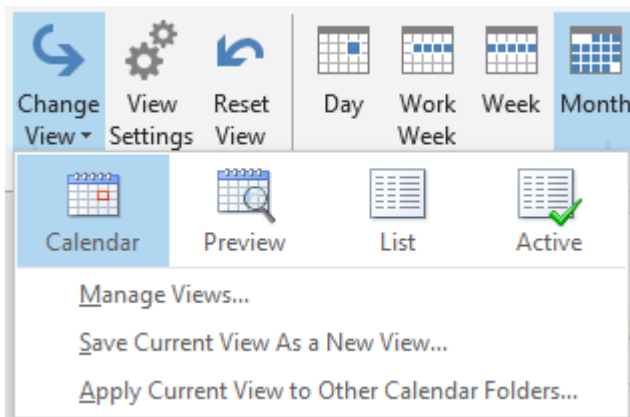 Change View Reset Day Work Week Month
View Settings View Week
Calendar Preview List Active
Manage Views...
Save Current View As a New View...
Apply Current View to Other Calendar Folders...